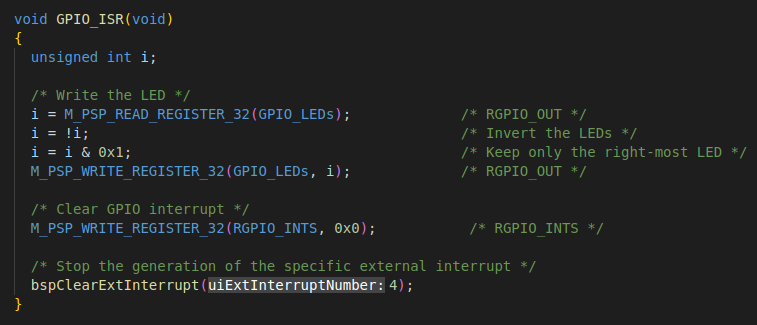 void GPIO_ISR(void)
{
unsigned int i;
/* Write the LED */
i = M_PSP_READ_REGISTER_32(GPIO_LEDs); /* RGPIO_OUT */
i = !i; /* Invert the LEDs */
i = i & 0x1; /* Keep only the right-most LED */
M_PSP_WRITE_REGISTER_32(GPIO_LEDs, i); /* RGPIO_OUT */
/* Clear GPIO interrupt */
M_PSP_WRITE_REGISTER_32(RGPIO_INTS, 0x0); /* RGPIO_INTS */
/* Stop the generation of the specific external interrupt */
bspClearExtInterrupt(uiExtInterruptNumber: 4);
}